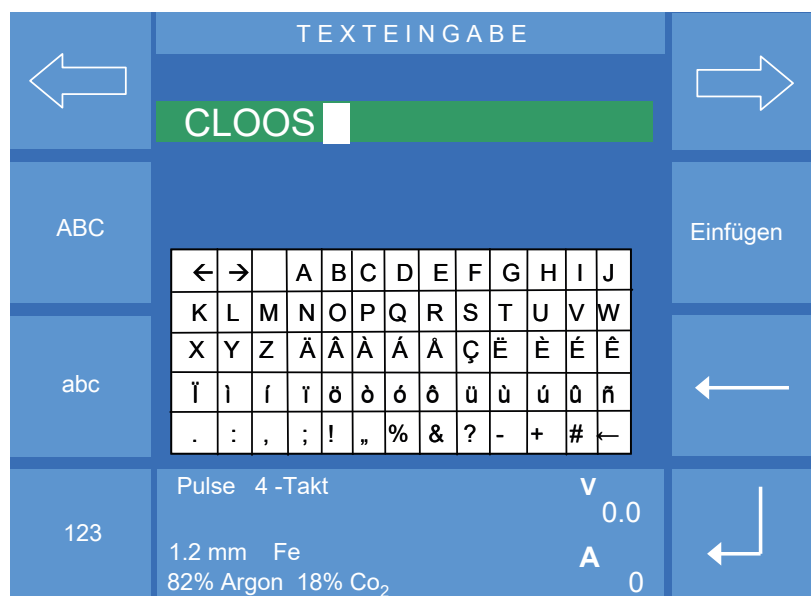 TEXTEINGABE
CLOOS
ABC
Einfügen
← → A B C D E F G H I J
K L M N O P Q R S T U V W
X Y Z Ä Â À Á Å Ç Ë È É Ê
abc
Ï ì í ï ö ò ó ô ü ù ú û ñ
. : , ; ! „ % & ? - + # ←
Pulse 4 -Takt V
0.0
123
1.2 mm Fe A
82% Argon 18% Co₂ 0